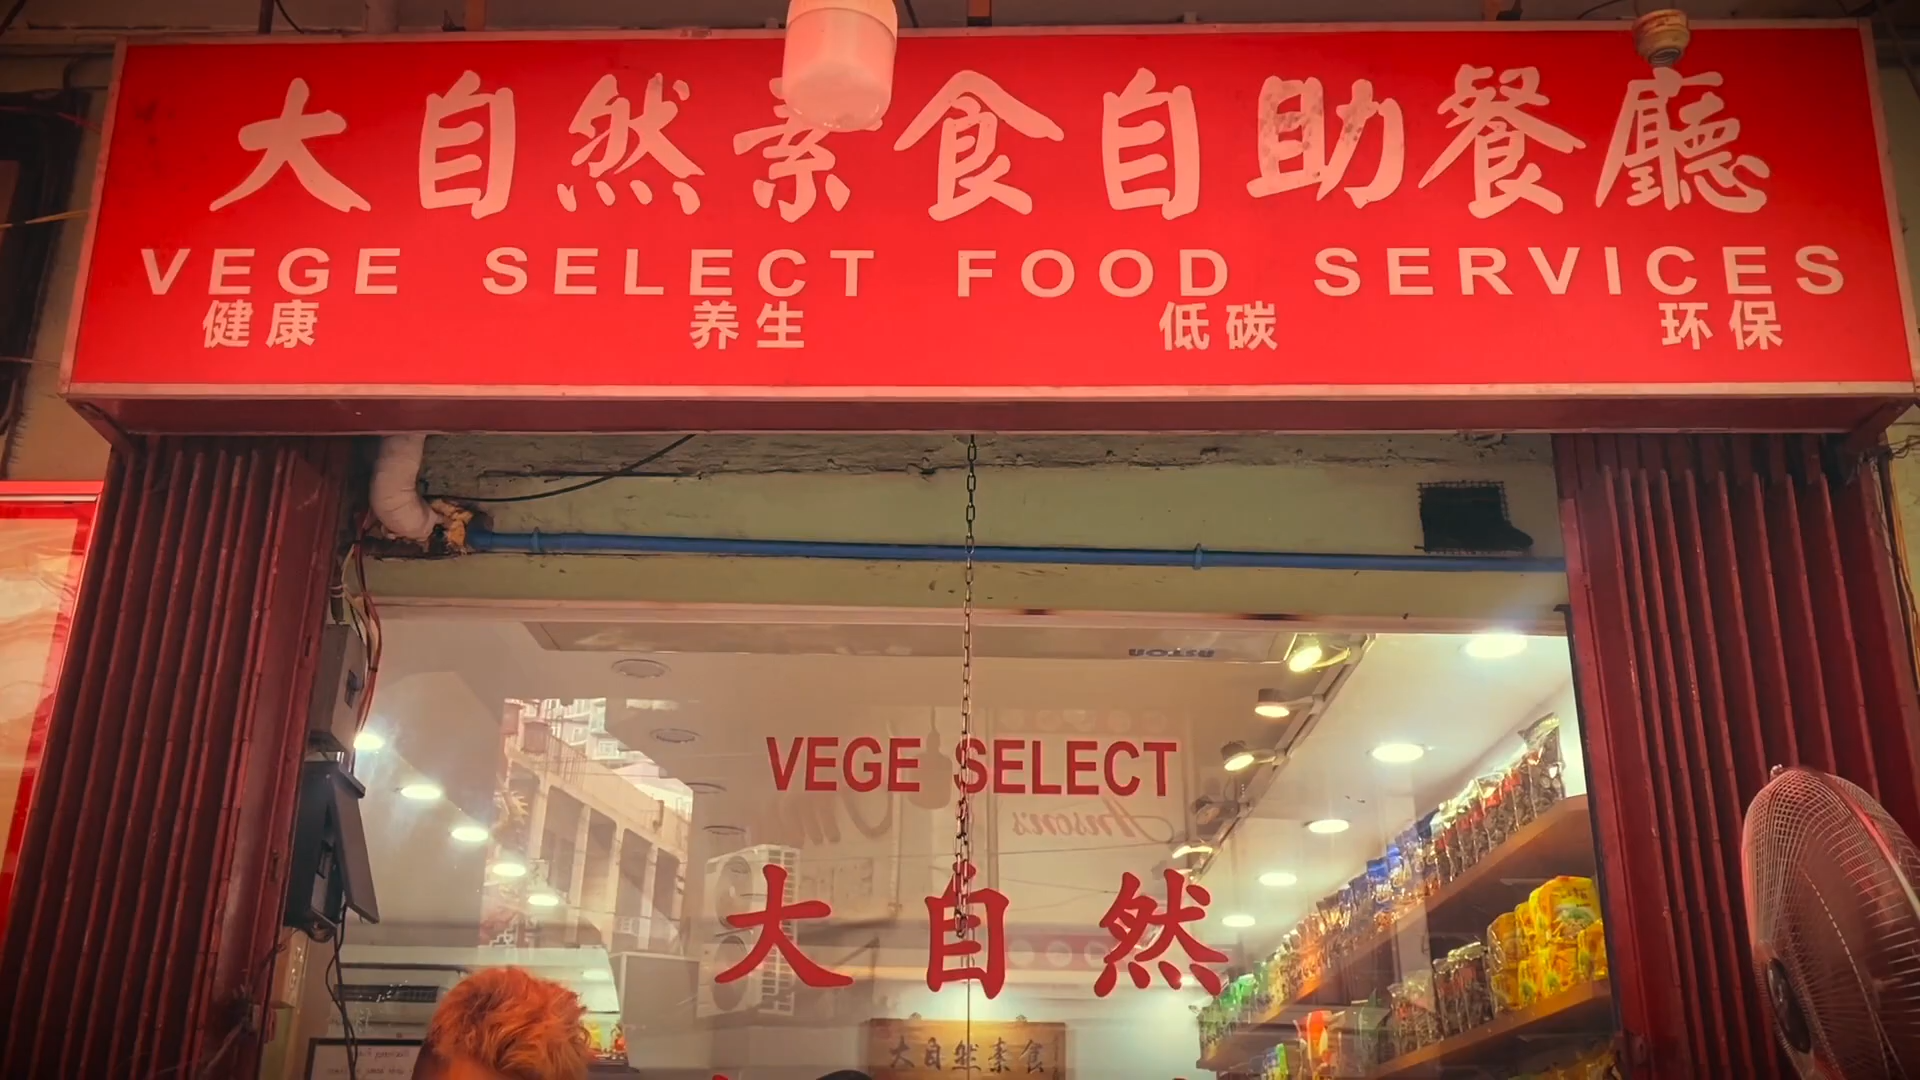 大自然素食自助餐廳
VEGE SELECT FOOD SERVICES
健康 养生 低碳 环保
VEGE SELECT
Anson's
大自然
大自然素食